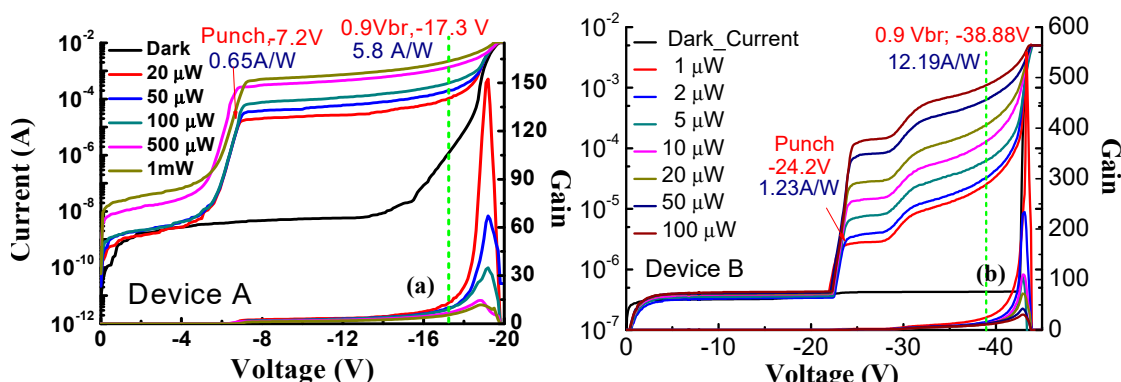 Punch,-7.2V
0.65A/W
0.9Vbr,-17.3 V
5.8 A/W
Dark
20 μW
50 μW
100 μW
500 μW
1mW
10⁻²
10⁻⁴
10⁻⁶
10⁻⁸
10⁻¹⁰
10⁻¹²
Current (A)
150
120
90
60
30
0
Gain
Device A
(a)
0
-4
-8
-12
-16
-20
Voltage (V)
0.9 Vbr; -38.88V
12.19A/W
Dark_Current
1 μW
2 μW
5 μW
10 μW
20 μW
50 μW
100 μW
Punch
-24.2V
1.23A/W
10⁻²
10⁻³
10⁻⁴
10⁻⁵
10⁻⁶
10⁻⁷
600
500
400
300
200
100
0
Gain
Device B
(b)
0
-10
-20
-30
-40
Voltage (V)